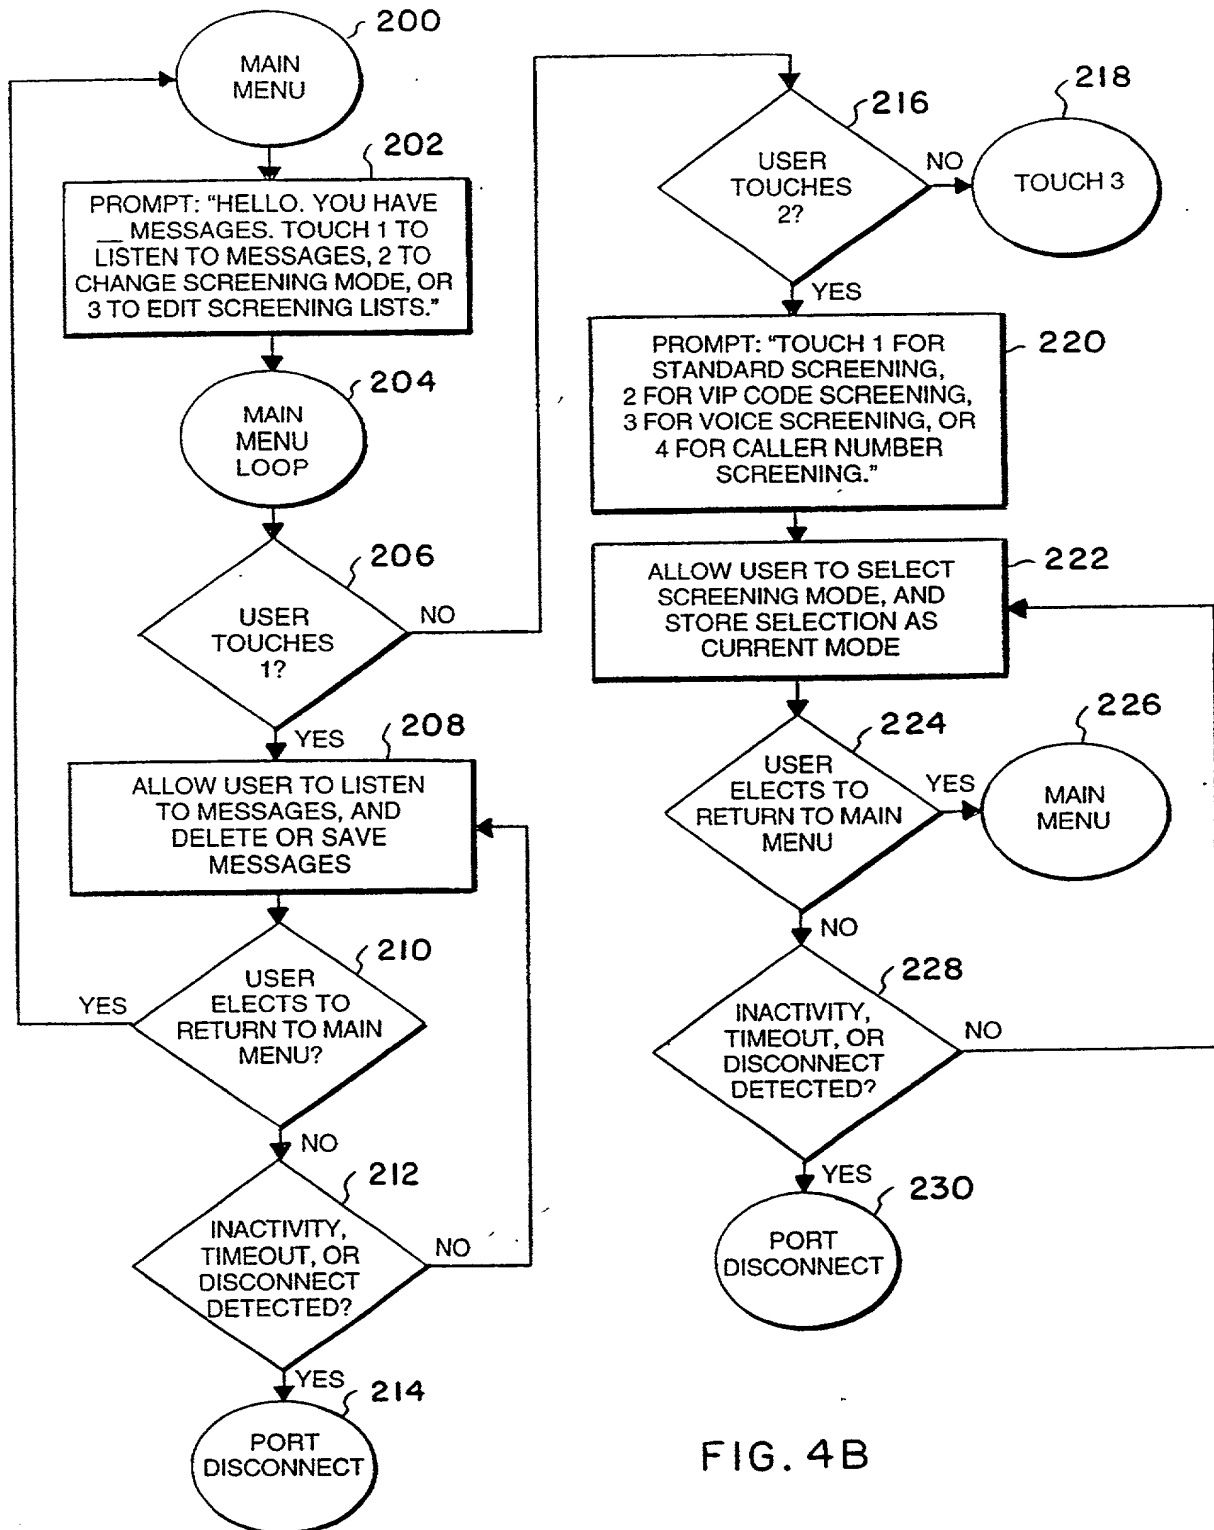 200
MAIN
MENU
202
PROMPT: “HELLO. YOU HAVE
__ MESSAGES. TOUCH 1 TO
LISTEN TO MESSAGES, 2 TO
CHANGE SCREENING MODE, OR
3 TO EDIT SCREENING LISTS.”
204
MAIN
MENU
LOOP
206
USER
TOUCHES
1?
NO
YES
208
ALLOW USER TO LISTEN
TO MESSAGES, AND
DELETE OR SAVE
MESSAGES
210
USER
ELECTS TO
RETURN TO MAIN
MENU?
YES
NO
212
INACTIVITY,
TIMEOUT, OR
DISCONNECT
DETECTED?
NO
YES
214
PORT
DISCONNECT
216
USER
TOUCHES
2?
NO
218
TOUCH 3
YES
220
PROMPT: “TOUCH 1 FOR
STANDARD SCREENING,
2 FOR VIP CODE SCREENING,
3 FOR VOICE SCREENING, OR
4 FOR CALLER NUMBER
SCREENING.”
222
ALLOW USER TO SELECT
SCREENING MODE, AND
STORE SELECTION AS
CURRENT MODE
224
USER
ELECTS TO
RETURN TO MAIN
MENU
YES
226
MAIN
MENU
NO
228
INACTIVITY,
TIMEOUT, OR
DISCONNECT
DETECTED?
NO
YES
230
PORT
DISCONNECT
FIG. 4B